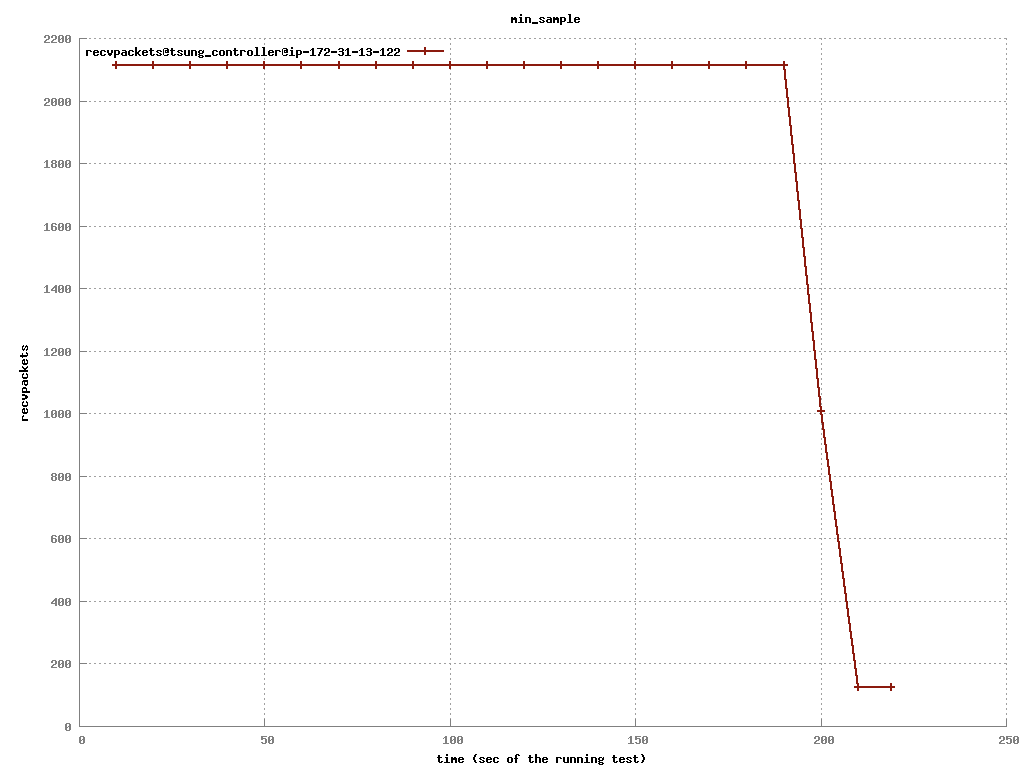 min_sample
recvpackets@tsung_controller@ip-172-31-13-122
2200
2000
1800
1600
1400
1200
1000
800
600
400
200
0
recvpackets
0 50 100 150 200 250
time (sec of the running test)